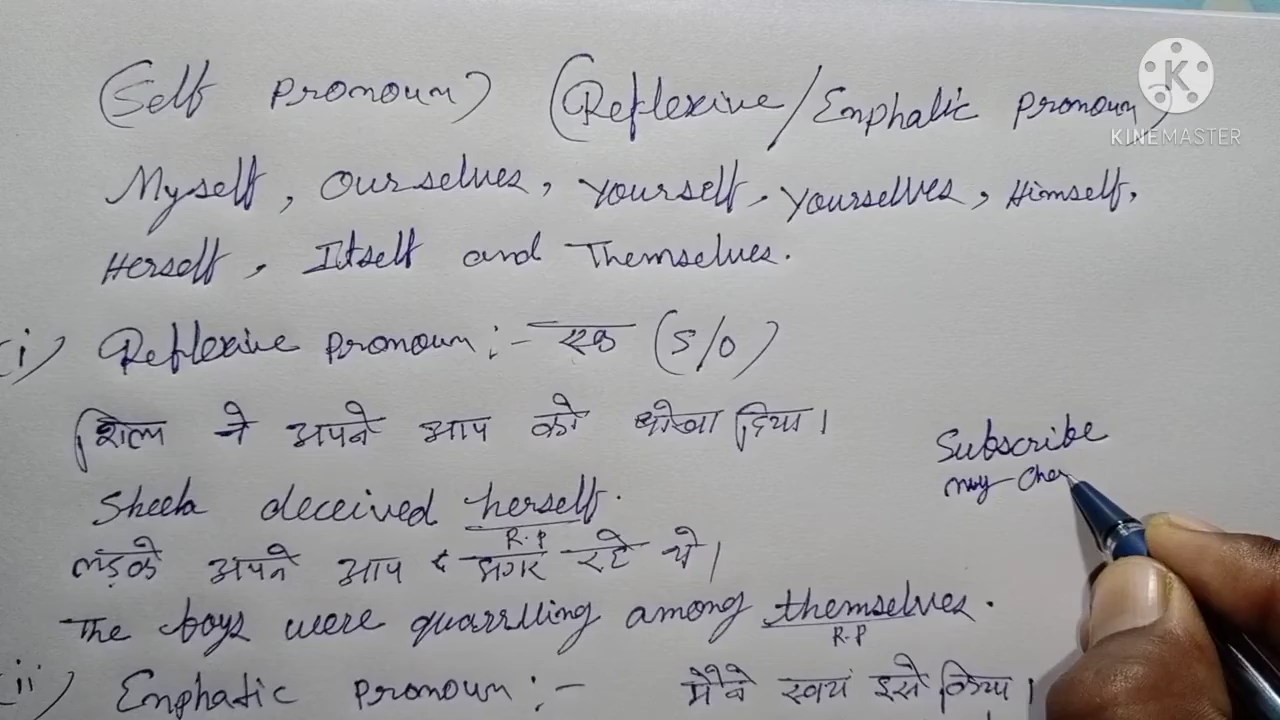 (Self Pronoun) (Reflexive/Emphatic Pronoun)
KINEMASTER
Myself, Ourselves, Yourself, Yourselves, Himself,
Herself, Itself and Themselves.
(i) Reflexive Pronoun :- एक (S/O)
ने अपने आप को धोखा दिया।
Sheela deceived herself.
R.P
लड़के अपने आप रहे थे।
The boys were quarrlling among themselves.
R.P
Subscribe
my Chan
(ii) Emphatic Pronoun :- मैने स्वयं इसे किया।